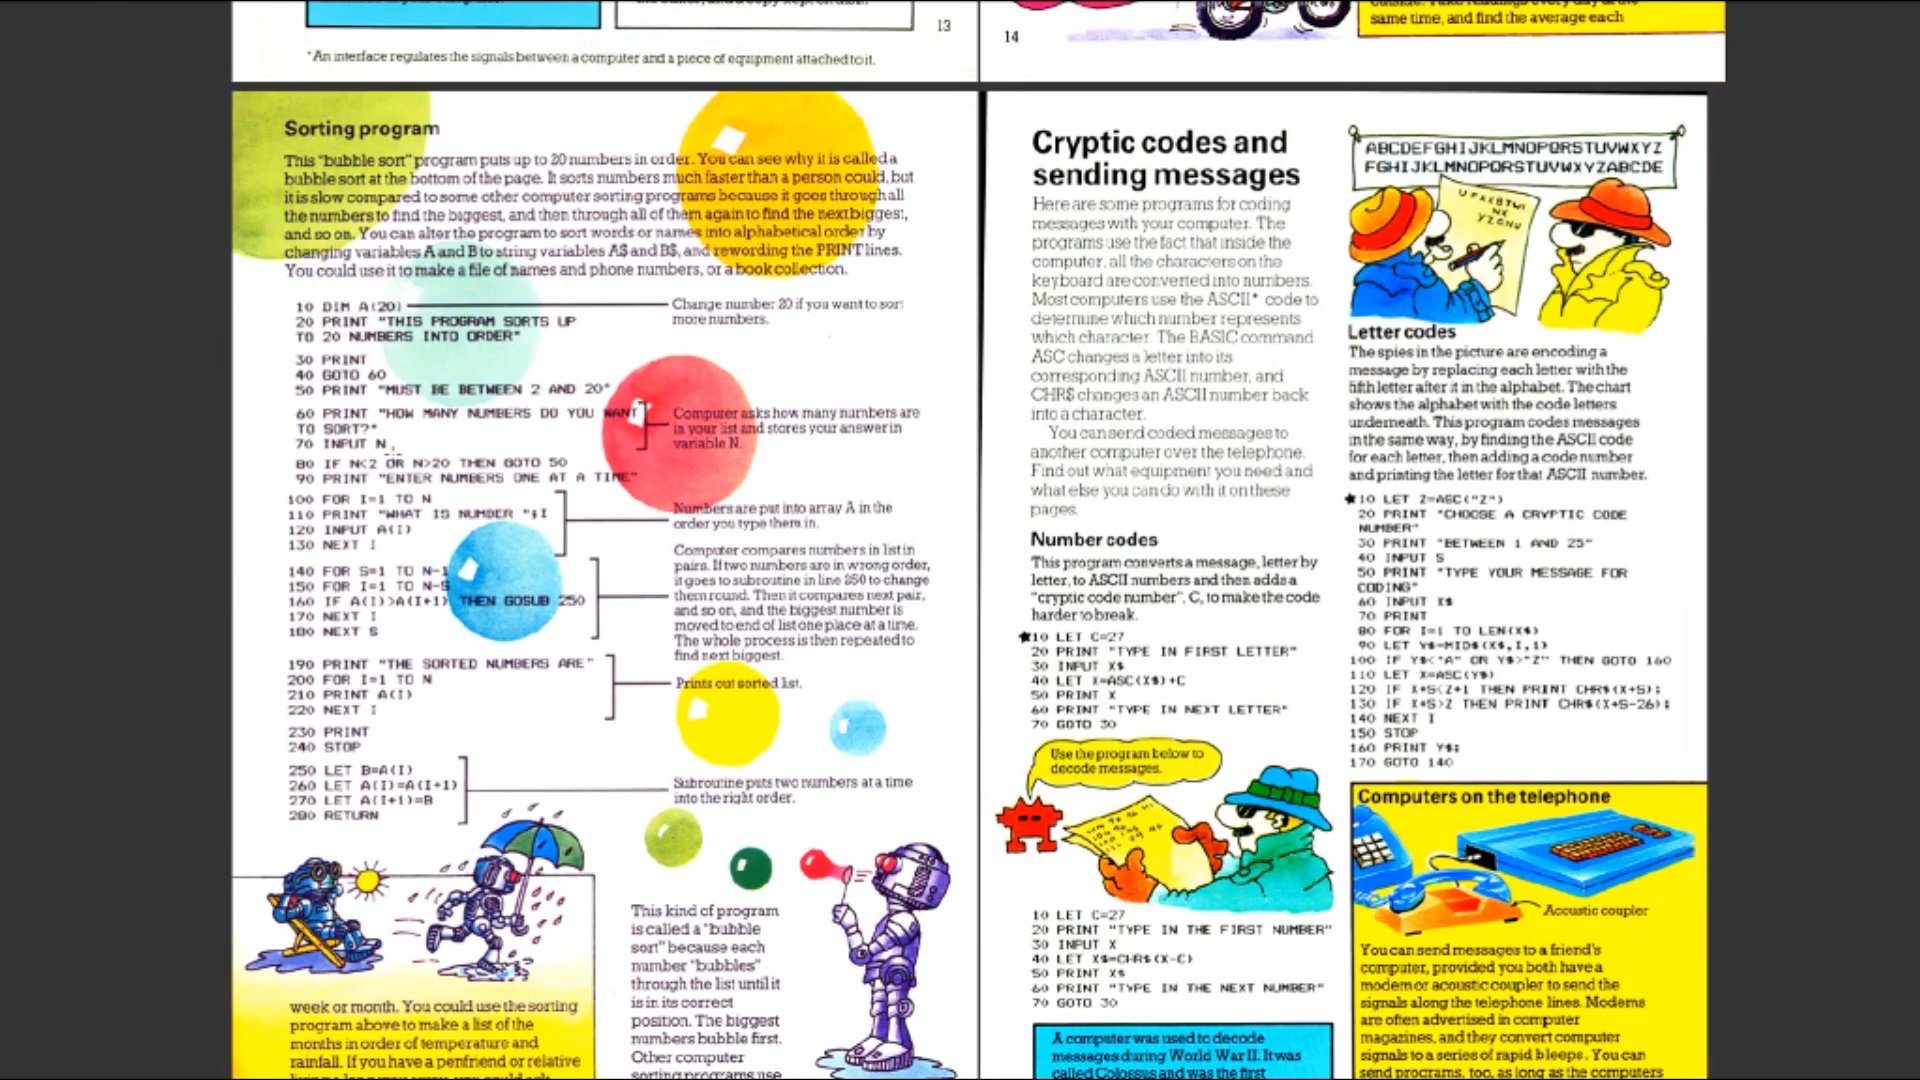 13
*An interface regulates the signals between a computer and a piece of equipment attached to it.
14
same time, and find the average each
Sorting program
This "bubble sort" program puts up to 20 numbers in order. You can see why it is called a
bubble sort at the bottom of the page. It sorts numbers much faster than a person could, but
it is slow compared to some other computer sorting programs because it goes through all
the numbers to find the biggest, and then through all of them again to find the next biggest,
and so on. You can alter the program to sort words or names into alphabetical order by
changing variables A and B to string variables A$ and B$, and rewording the PRINT lines.
You could use it to make a file of names and phone numbers, or a book collection.
10 DIM A(20)
20 PRINT "THIS PROGRAM SORTS UP
TO 20 NUMBERS INTO ORDER"
30 PRINT
40 GOTO 60
50 PRINT "MUST BE BETWEEN 2 AND 20"
60 PRINT "HOW MANY NUMBERS DO YOU WANT
TO SORT?"
70 INPUT N
80 IF N<2 OR N>20 THEN GOTO 50
90 PRINT "ENTER NUMBERS ONE AT A TIME"
100 FOR I=1 TO N
110 PRINT "WHAT IS NUMBER ";I
120 INPUT A(I)
130 NEXT I
140 FOR S=1 TO N-1
150 FOR I=1 TO N-S
160 IF A(I)>A(I+1) THEN GOSUB 250
170 NEXT I
180 NEXT S
190 PRINT "THE SORTED NUMBERS ARE"
200 FOR I=1 TO N
210 PRINT A(I)
220 NEXT I
230 PRINT
240 STOP
250 LET B=A(I)
260 LET A(I)=A(I+1)
270 LET A(I+1)=B
280 RETURN
Change number 20 if you want to sort
more numbers.
Computer asks how many numbers are
in your list and stores your answer in
variable N.
Numbers are put into array A in the
order you type them in.
Computer compares numbers in list in
pairs. If two numbers are in wrong order,
it goes to subroutine in line 250 to change
them round. Then it compares next pair,
and so on, and the biggest number is
moved to end of list one place at a time.
The whole process is then repeated to
find next biggest.
Prints out sorted list.
Subroutine puts two numbers at a time
into the right order.
week or month. You could use the sorting
program above to make a list of the
months in order of temperature and
rainfall. If you have a penfriend or relative
This kind of program
is called a "bubble
sort" because each
number "bubbles"
through the list until it
is in its correct
position. The biggest
numbers bubble first.
Other computer
sorting programs use
Cryptic codes and
sending messages
Here are some programs for coding
messages with your computer. The
programs use the fact that inside the
computer, all the characters on the
keyboard are converted into numbers.
Most computers use the ASCII* code to
determine which number represents
which character. The BASIC command
ASC changes a letter into its
corresponding ASCII number, and
CHR$ changes an ASCII number back
into a character.
You can send coded messages to
another computer over the telephone.
Find out what equipment you need and
what else you can do with it on these
pages.
Number codes
This program converts a message, letter by
letter, to ASCII numbers and then adds a
"cryptic code number", C, to make the code
harder to break.
★10 LET C=27
20 PRINT "TYPE IN FIRST LETTER"
30 INPUT X$
40 LET X=ASC(X$)+C
50 PRINT X
60 PRINT "TYPE IN NEXT LETTER"
70 GOTO 30
Use the program below to
decode messages.
10 LET C=27
20 PRINT "TYPE IN THE FIRST NUMBER"
30 INPUT X
40 LET X$=CHR$(X-C)
50 PRINT X$
60 PRINT "TYPE IN THE NEXT NUMBER"
70 GOTO 30
A computer was used to decode
messages during World War II. It was
called Colossus and was the first
ABCDEFGHIJKLMNOPQRSTUVWXYZ
FGHIJKLMNOPQRSTUVWXYZABCDE
Letter codes
The spies in the picture are encoding a
message by replacing each letter with the
fifth letter after it in the alphabet. The chart
shows the alphabet with the code letters
underneath. This program codes messages
in the same way, by finding the ASCII code
for each letter, then adding a code number
and printing the letter for that ASCII number.
★10 LET Z=ASC("Z")
20 PRINT "CHOOSE A CRYPTIC CODE
NUMBER"
30 PRINT "BETWEEN 1 AND 25"
40 INPUT S
50 PRINT "TYPE YOUR MESSAGE FOR
CODING"
60 INPUT X$
70 PRINT
80 FOR I=1 TO LEN(X$)
90 LET Y$=MID$(X$,I,1)
100 IF Y$<"A" OR Y$>"Z" THEN GOTO 160
110 LET X=ASC(Y$)
120 IF X+S<Z+1 THEN PRINT CHR$(X+S);
130 IF X+S>Z THEN PRINT CHR$(X+S-26);
140 NEXT I
150 STOP
160 PRINT Y$;
170 GOTO 140
Computers on the telephone
Acoustic coupler
You can send messages to a friend's
computer, provided you both have a
modem or acoustic coupler to send the
signals along the telephone lines. Modems
are often advertised in computer
magazines, and they convert computer
signals to a series of rapid bleeps. You can
send programs, too, as long as the computers